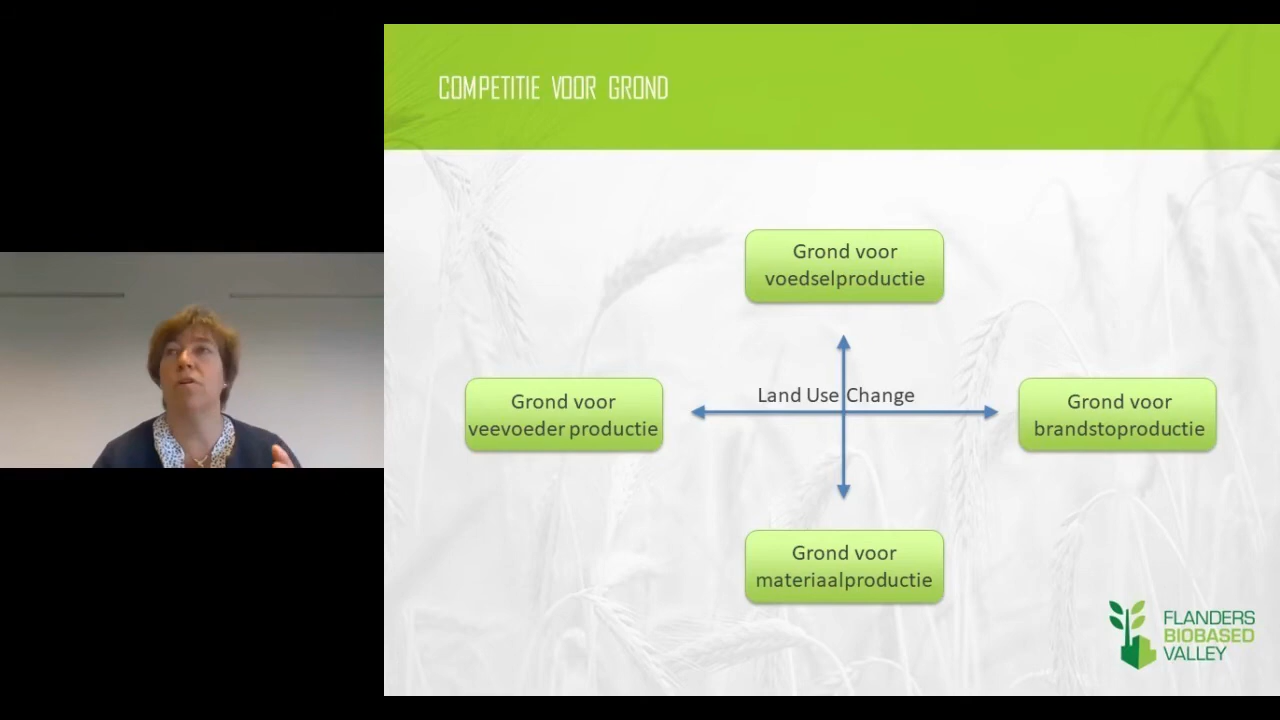 COMPETITIE VOOR GROND
Grond voor
voedselproductie
Grond voor
veevoeder productie
Land Use Change
Grond voor
brandstoproductie
Grond voor
materiaalproductie
FLANDERS
BIOBASED
VALLEY